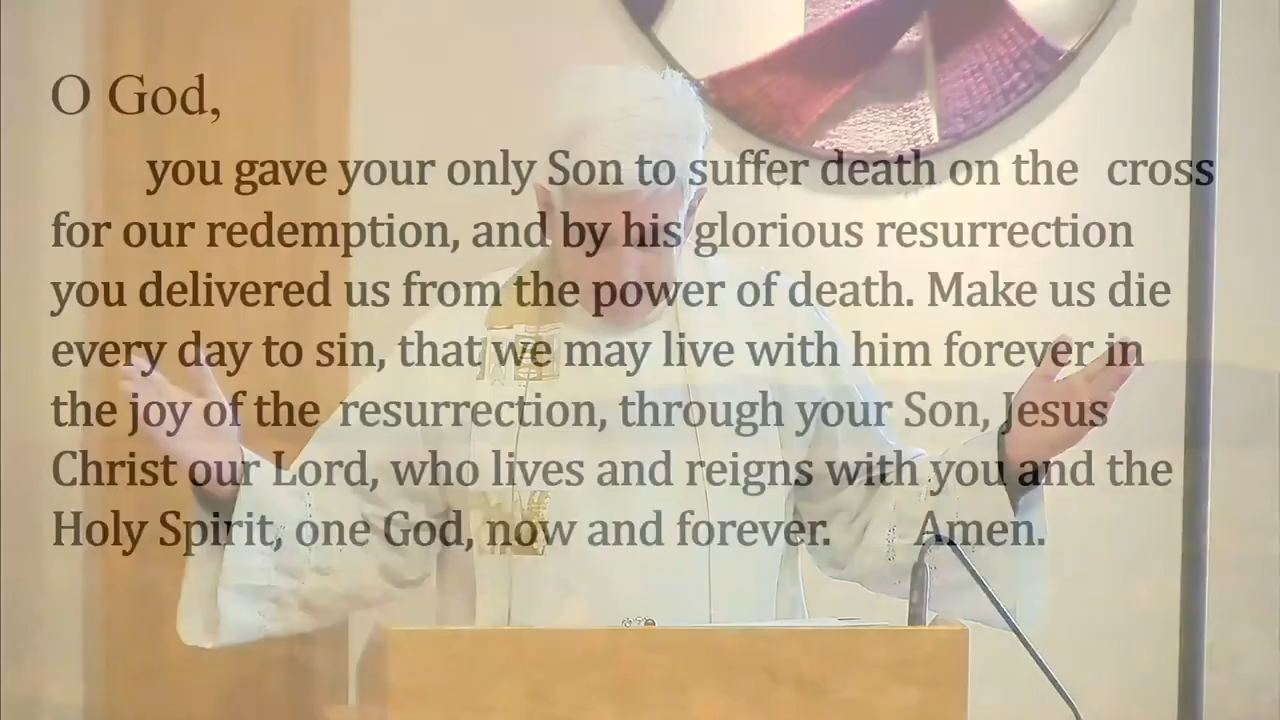 O God,
you gave your only Son to suffer death on the cross
for our redemption, and by his glorious resurrection
you delivered us from the power of death. Make us die
every day to sin, that we may live with him forever in
the joy of the resurrection, through your Son, Jesus
Christ our Lord, who lives and reigns with you and the
Holy Spirit, one God, now and forever. Amen.